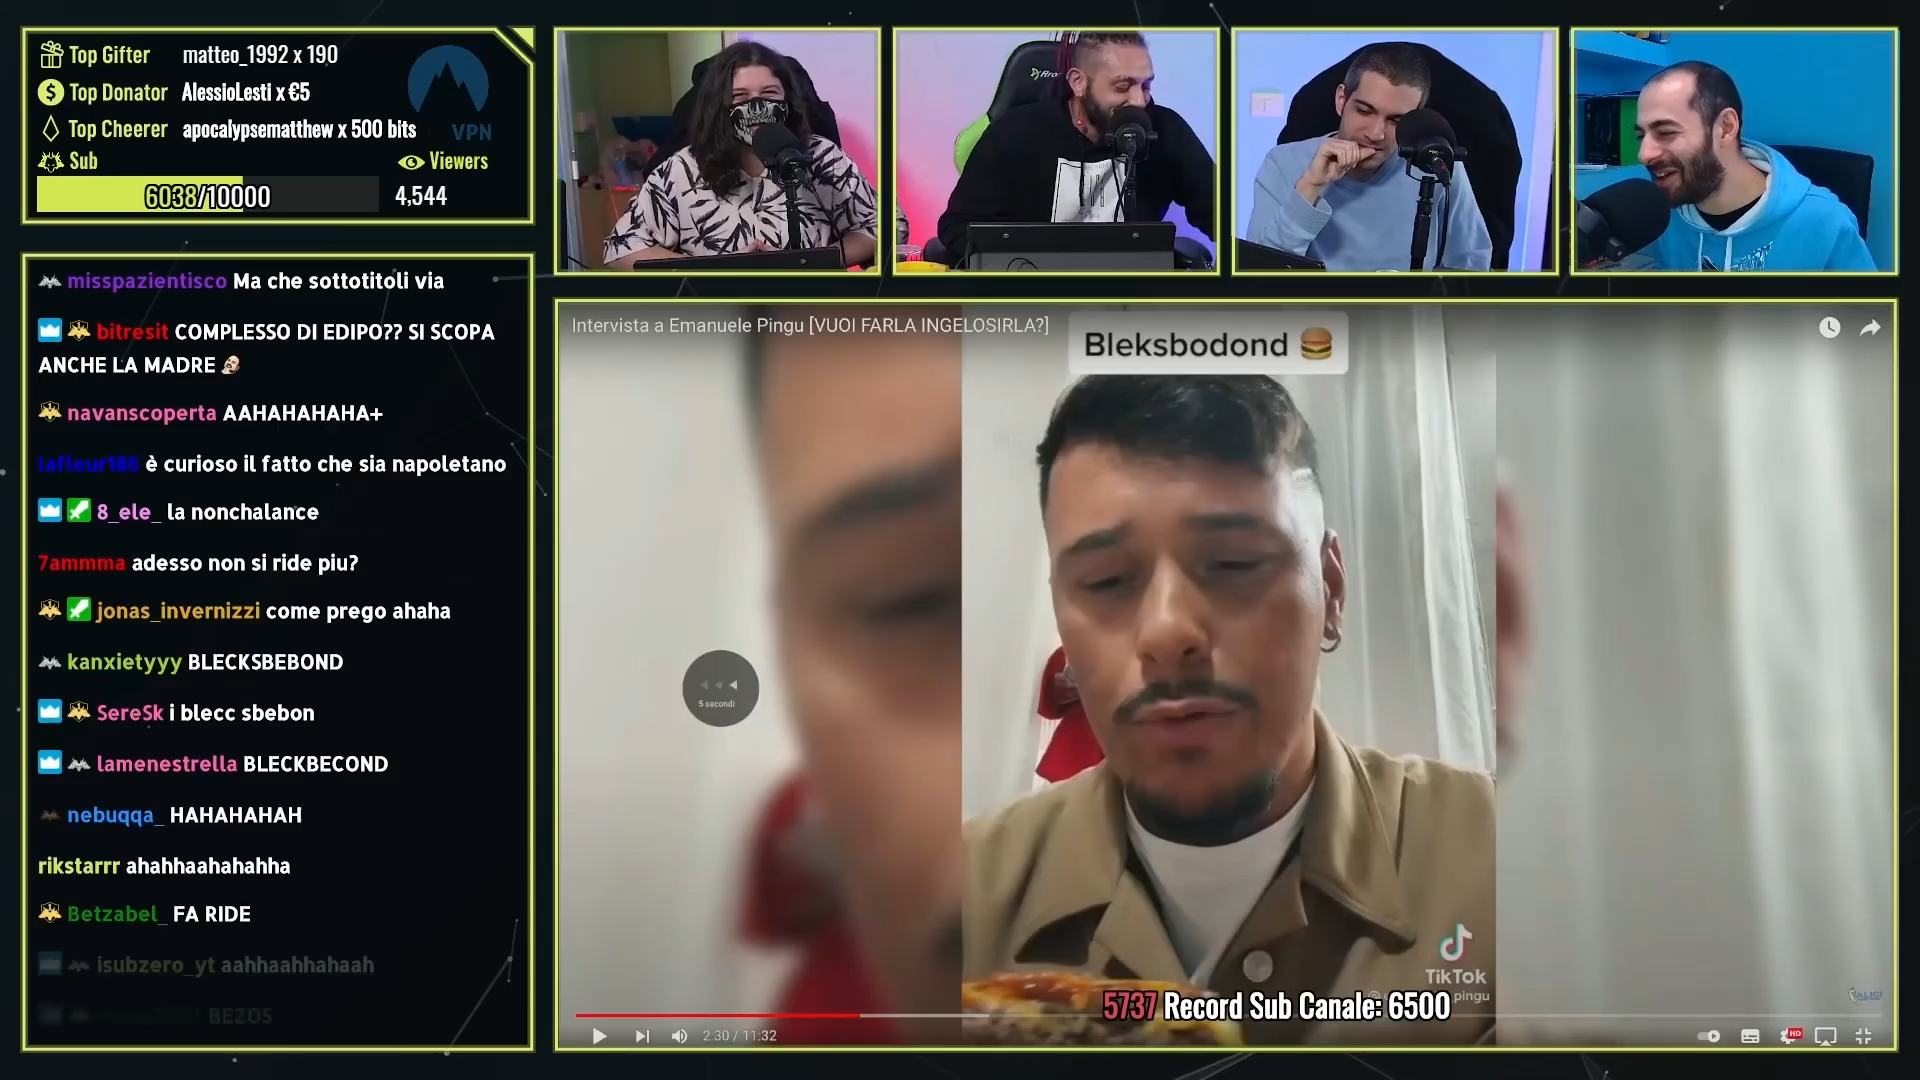 Top Gifter matteo_1992 x 190
Top Donator AlessioLesti x €5
Top Cheerer apocalypsematthew x 500 bits
VPN
Sub Viewers
6038/10000 4,544
misspazientisco Ma che sottotitoli via
bitresit COMPLESSO DI EDIPO?? SI SCOPA
ANCHE LA MADRE
navanscoperta AAHAHAHAHA+
lafleur186 è curioso il fatto che sia napoletano
8_ele_ la nonchalance
7ammma adesso non si ride piu?
jonas_invernizzi come prego ahaha
kanxietyyy BLECKSBEBOND
SereSk i blecc sbebon
lamenestrella BLECKBECOND
nebuqqa_ HAHAHAHAH
rikstarrr ahahhaahahahha
Betzabel_ FA RIDE
isubzero_yt aahhaahhahaah
BEZOS
Intervista a Emanuele Pingu [VUOI FARLA INGELOSIRLA?]
Bleksbodond
5 secondi
TikTok
pingu
5737 Record Sub Canale: 6500
2:30 / 11:32
HD